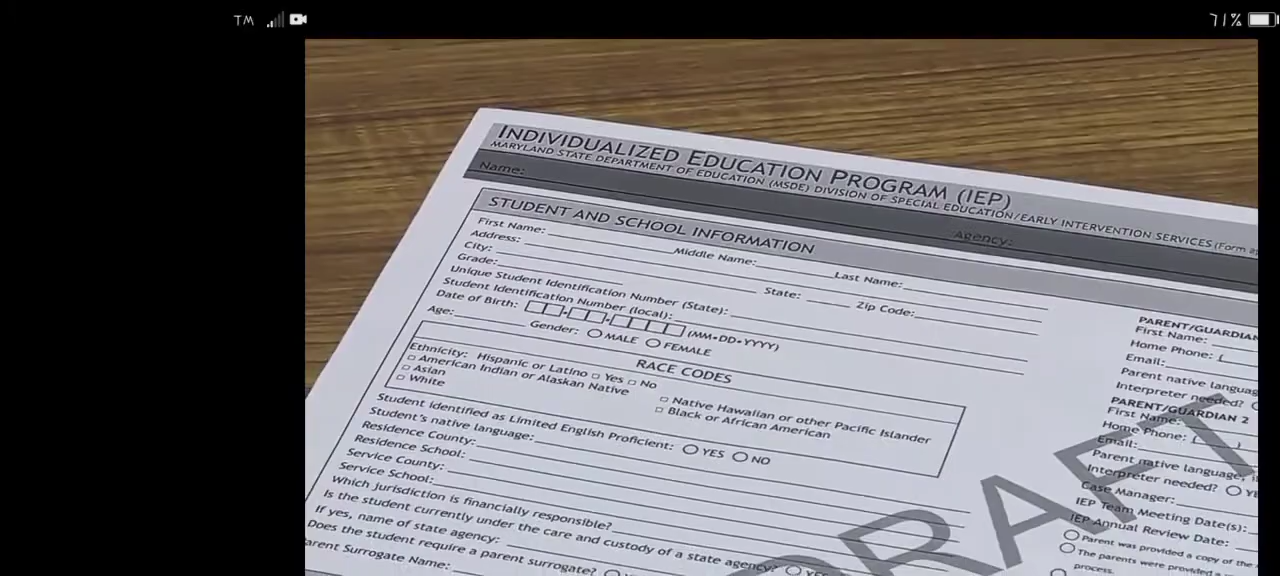 TM
71%
INDIVIDUALIZED EDUCATION PROGRAM (IEP)
MARYLAND STATE DEPARTMENT OF EDUCATION (MSDE) DIVISION OF SPECIAL EDUCATION/EARLY INTERVENTION SERVICES (Form
Name: Agency:
STUDENT AND SCHOOL INFORMATION
First Name: Middle Name: Last Name:
Address:
City: State: Zip Code:
Grade:
Unique Student Identification Number (State):
Student Identification Number (local):
Date of Birth: (MM•DD•YYYY)
Age: Gender: MALE FEMALE
RACE CODES
Ethnicity: Hispanic or Latino Yes No
American Indian or Alaskan Native Native Hawaiian or other Pacific Islander
Asian Black or African American
White
Student identified as Limited English Proficient: YES NO
Student's native language:
Residence County:
Residence School:
Service County:
Service School:
Which jurisdiction is financially responsible?
Is the student currently under the care and custody of a state agency?
If yes, name of state agency:
Does the student require a parent surrogate?
Parent Surrogate Name:
PARENT/GUARDIAN
First Name:
Home Phone: (
Email:
Parent native language
Interpreter needed?
PARENT/GUARDIAN 2
First Name:
Home Phone: ( )
Email:
Parent native language,
Interpreter needed?
Case Manager:
IEP Team Meeting Date(s):
IEP Annual Review Date:
Parent was provided a copy of the
The parents were provided a
process.
DRAFT